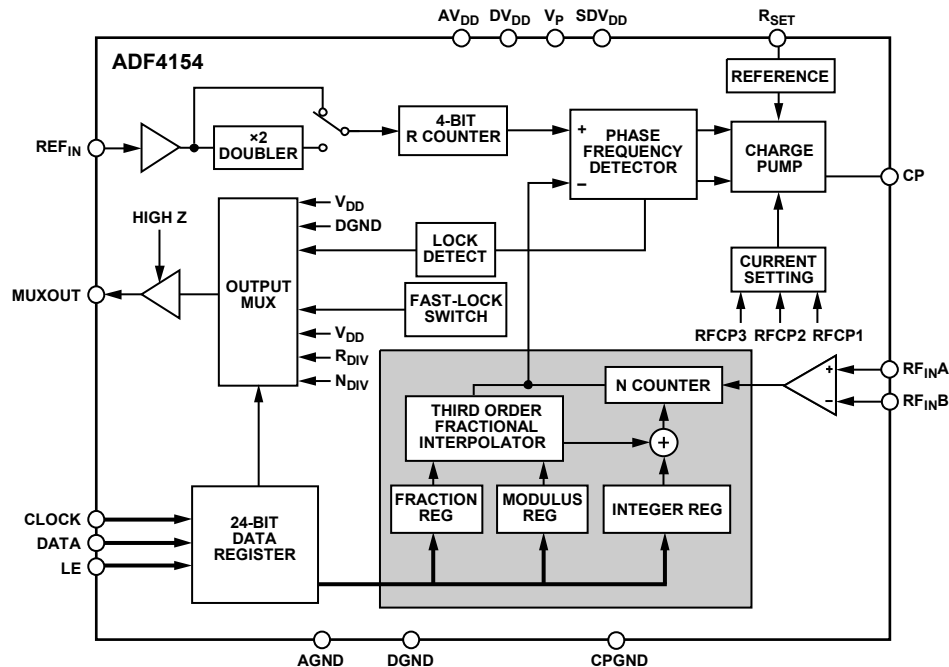 AVDD DVDD VP SDVDD RSET
ADF4154
REFERENCE
×2
DOUBLER
4-BIT
R COUNTER
+
PHASE
FREQUENCY
DETECTOR
−
CHARGE
PUMP
REFIN
CP
HIGH Z
VDD
DGND
LOCK
DETECT
CURRENT
SETTING
MUXOUT
OUTPUT
MUX
FAST-LOCK
SWITCH
RFCP3 RFCP2 RFCP1
VDD
RDIV
NDIV
N COUNTER
+
−
RFINA
RFINB
THIRD ORDER
FRACTIONAL
INTERPOLATOR
+
FRACTION
REG
MODULUS
REG
INTEGER REG
CLOCK
DATA
LE
24-BIT
DATA
REGISTER
AGND DGND CPGND